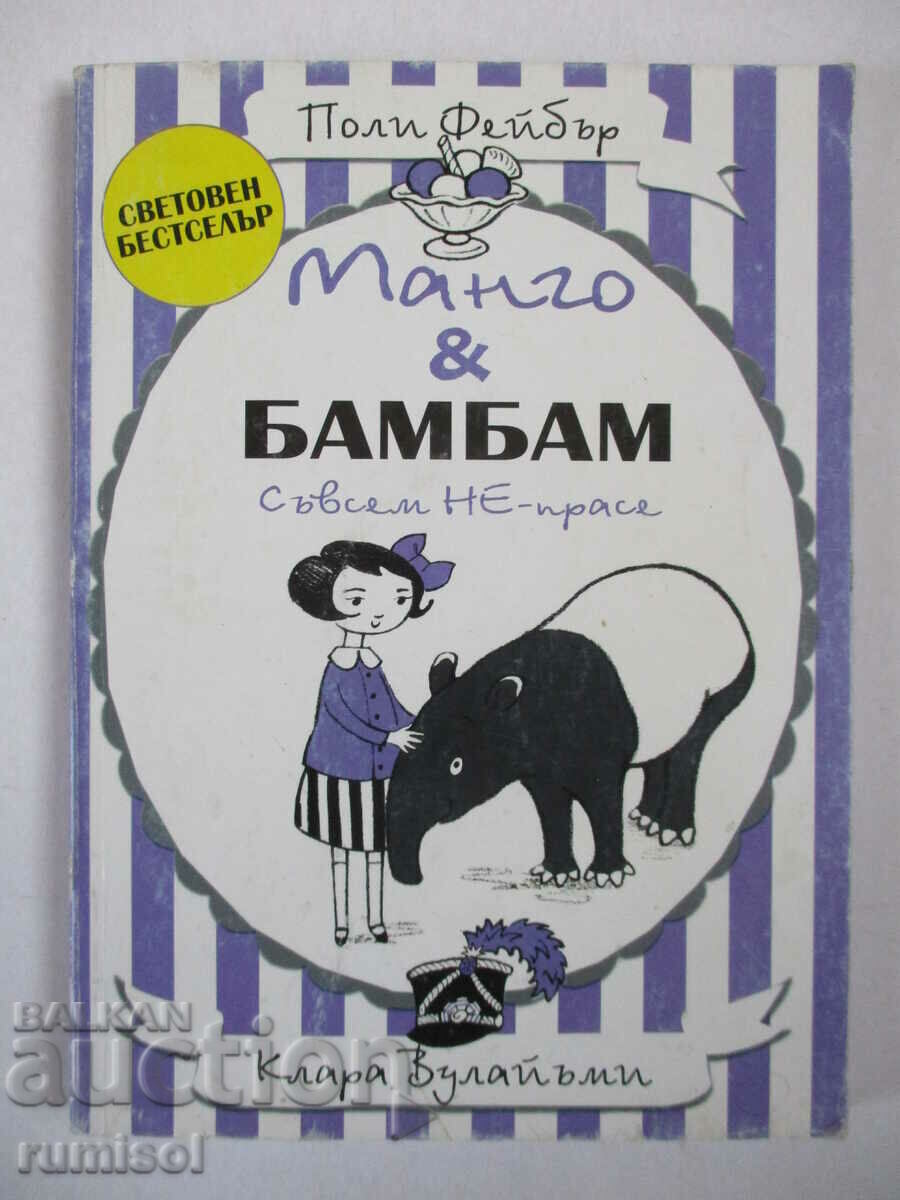 Поли Фейбър
СВЕТОВЕН
БЕСТСЕЛЪР
Манго
&
БАМБАМ
Съвсем НЕ-прасе
Клара Вулайъми
BALKAN
auction
rumisol